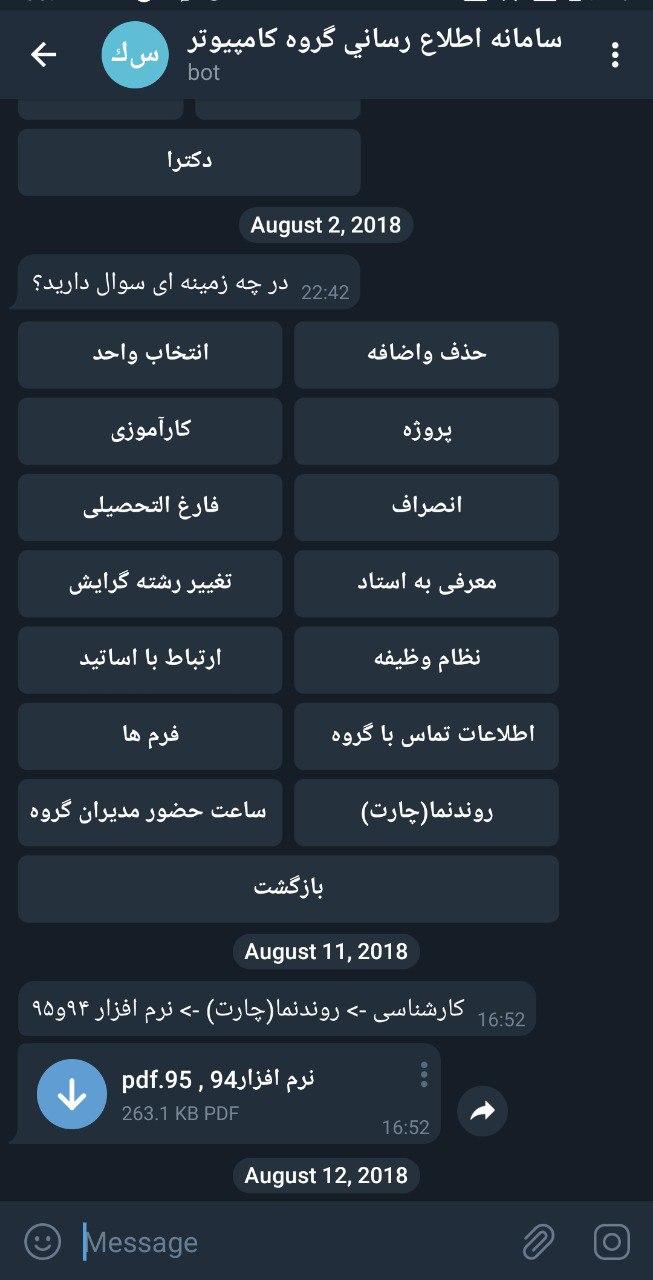 سامانه اطلاع رساني گروه کامپیوتر
س‌ك
bot
دکترا
August 2, 2018
در چه زمینه ای سوال دارید؟
22:42
انتخاب واحد
حذف واضافه
کارآموزی
پروژه
فارغ التحصیلی
انصراف
تغییر رشته گرایش
معرفی به استاد
ارتباط با اساتید
نظام وظیفه
فرم ها
اطلاعات تماس با گروه
ساعت حضور مدیران گروه
روندنما(چارت)
بازگشت
August 11, 2018
کارشناسی -> روندنما(چارت) -> نرم افزار ۹۴و۹۵
16:52
نرم افزار94 , 95.pdf
263.1 KB PDF
16:52
August 12, 2018
Message